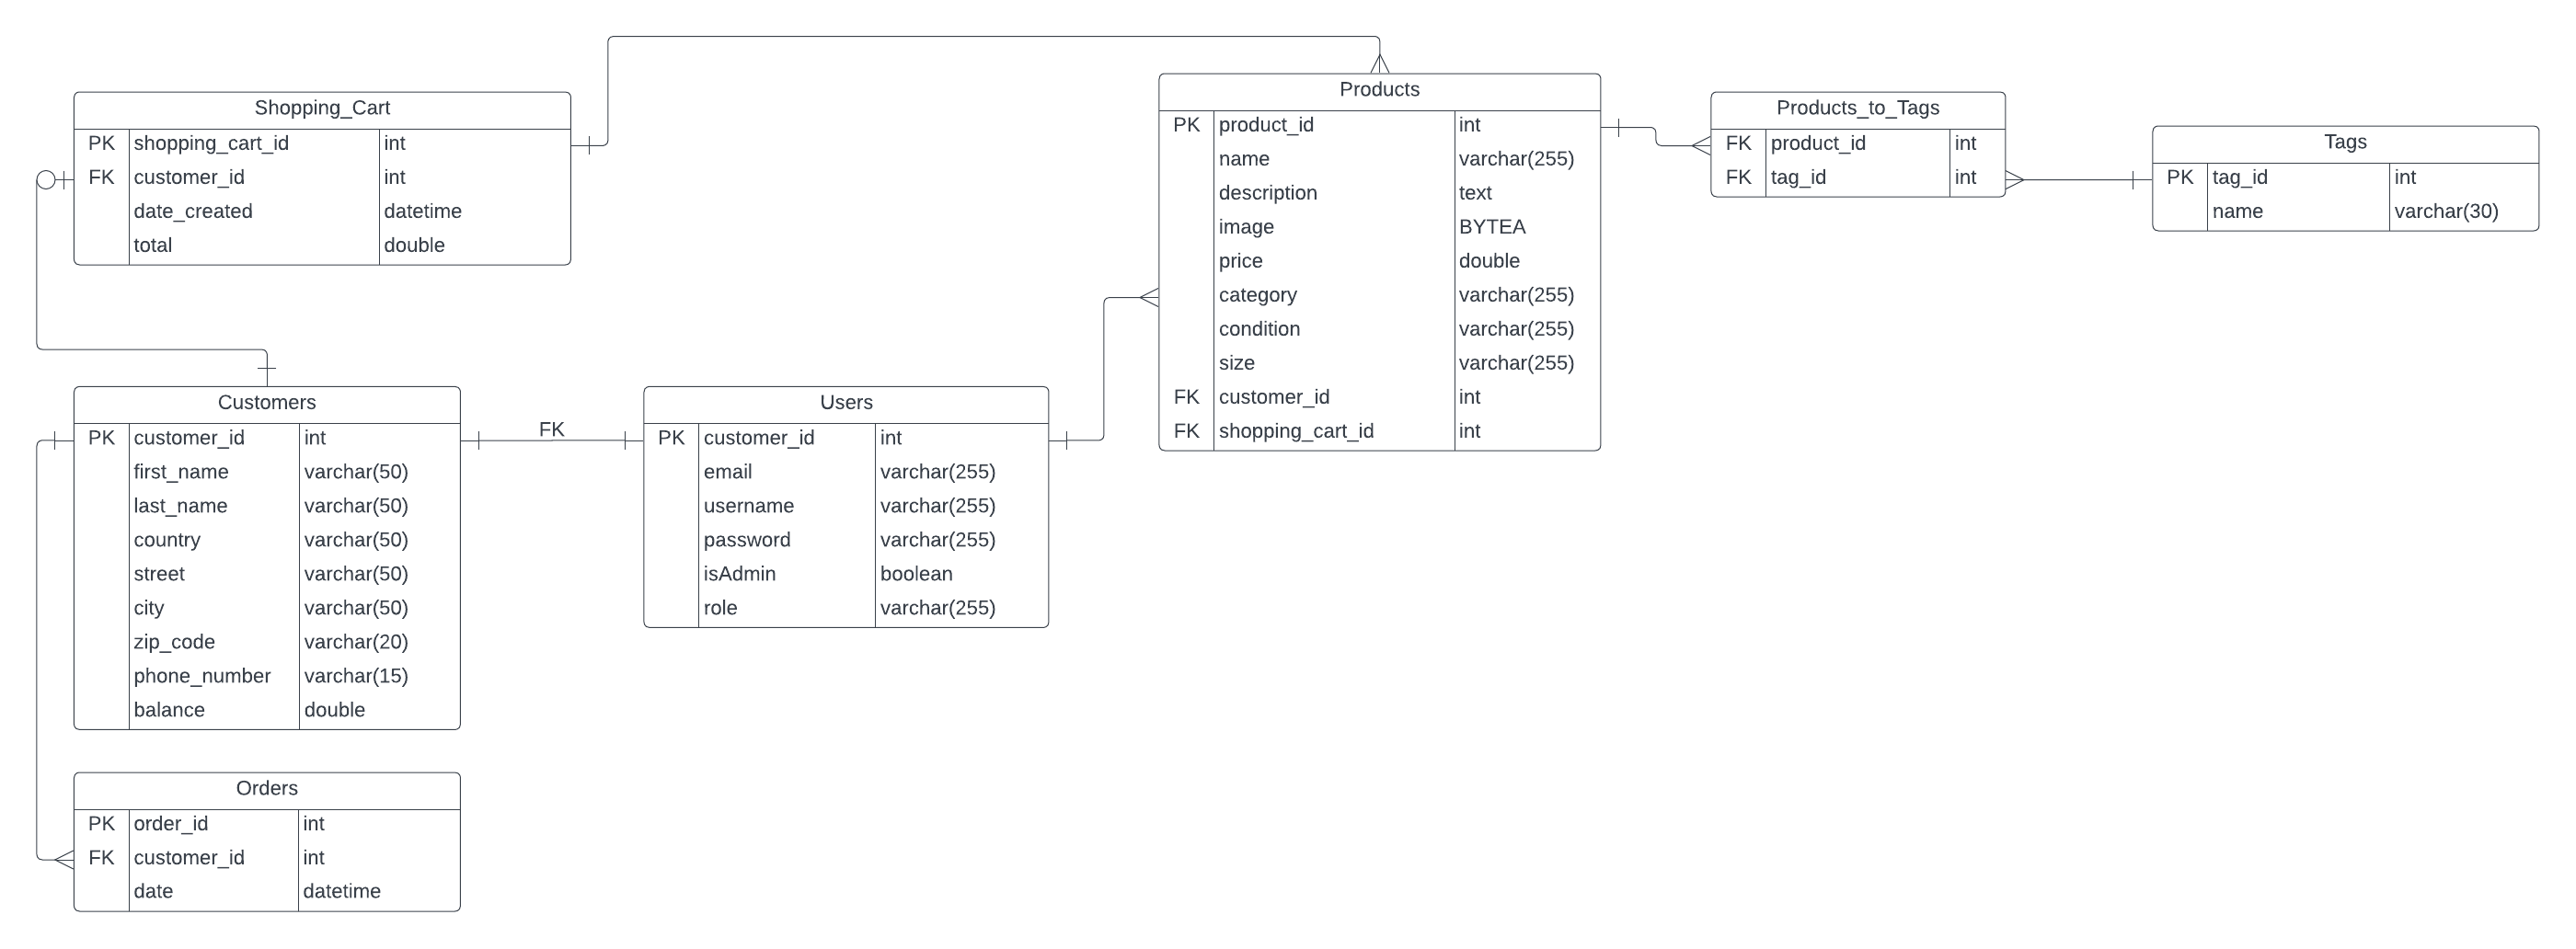 Shopping_Cart
PK shopping_cart_id int
FK customer_id int
date_created datetime
total double
Products
PK product_id int
name varchar(255)
description text
image BYTEA
price double
category varchar(255)
condition varchar(255)
size varchar(255)
FK customer_id int
FK shopping_cart_id int
Products_to_Tags
FK product_id int
FK tag_id int
Tags
PK tag_id int
name varchar(30)
Customers
PK customer_id int
first_name varchar(50)
last_name varchar(50)
country varchar(50)
street varchar(50)
city varchar(50)
zip_code varchar(20)
phone_number varchar(15)
balance double
FK
Users
PK customer_id int
email varchar(255)
username varchar(255)
password varchar(255)
isAdmin boolean
role varchar(255)
Orders
PK order_id int
FK customer_id int
date datetime